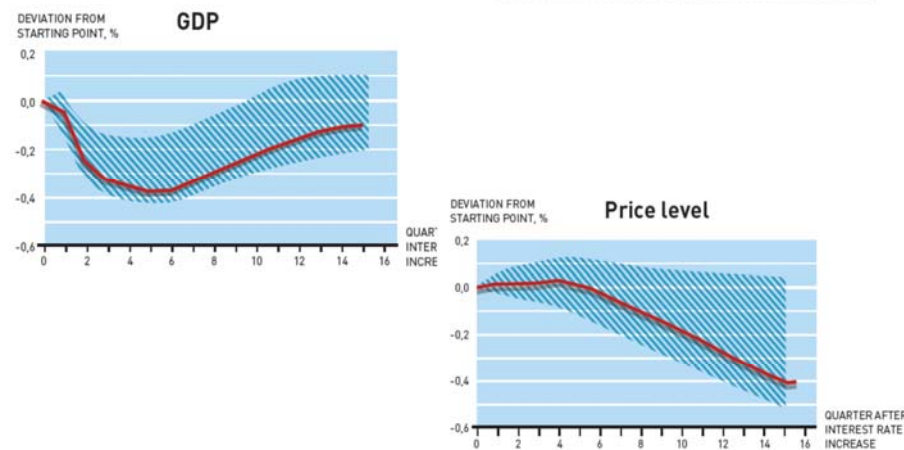 DEVIATION FROM
STARTING POINT, %
GDP
0,2
0,0
-0,2
-0,4
-0,6
0 2 4 6 8 10 12 14 16
QUAR
INTER
INCRE
DEVIATION FROM
STARTING POINT, %
Price level
0,2
0,0
-0,2
-0,4
-0,6
0 2 4 6 8 10 12 14 16
QUARTER AFTER
INTEREST RATE
INCREASE